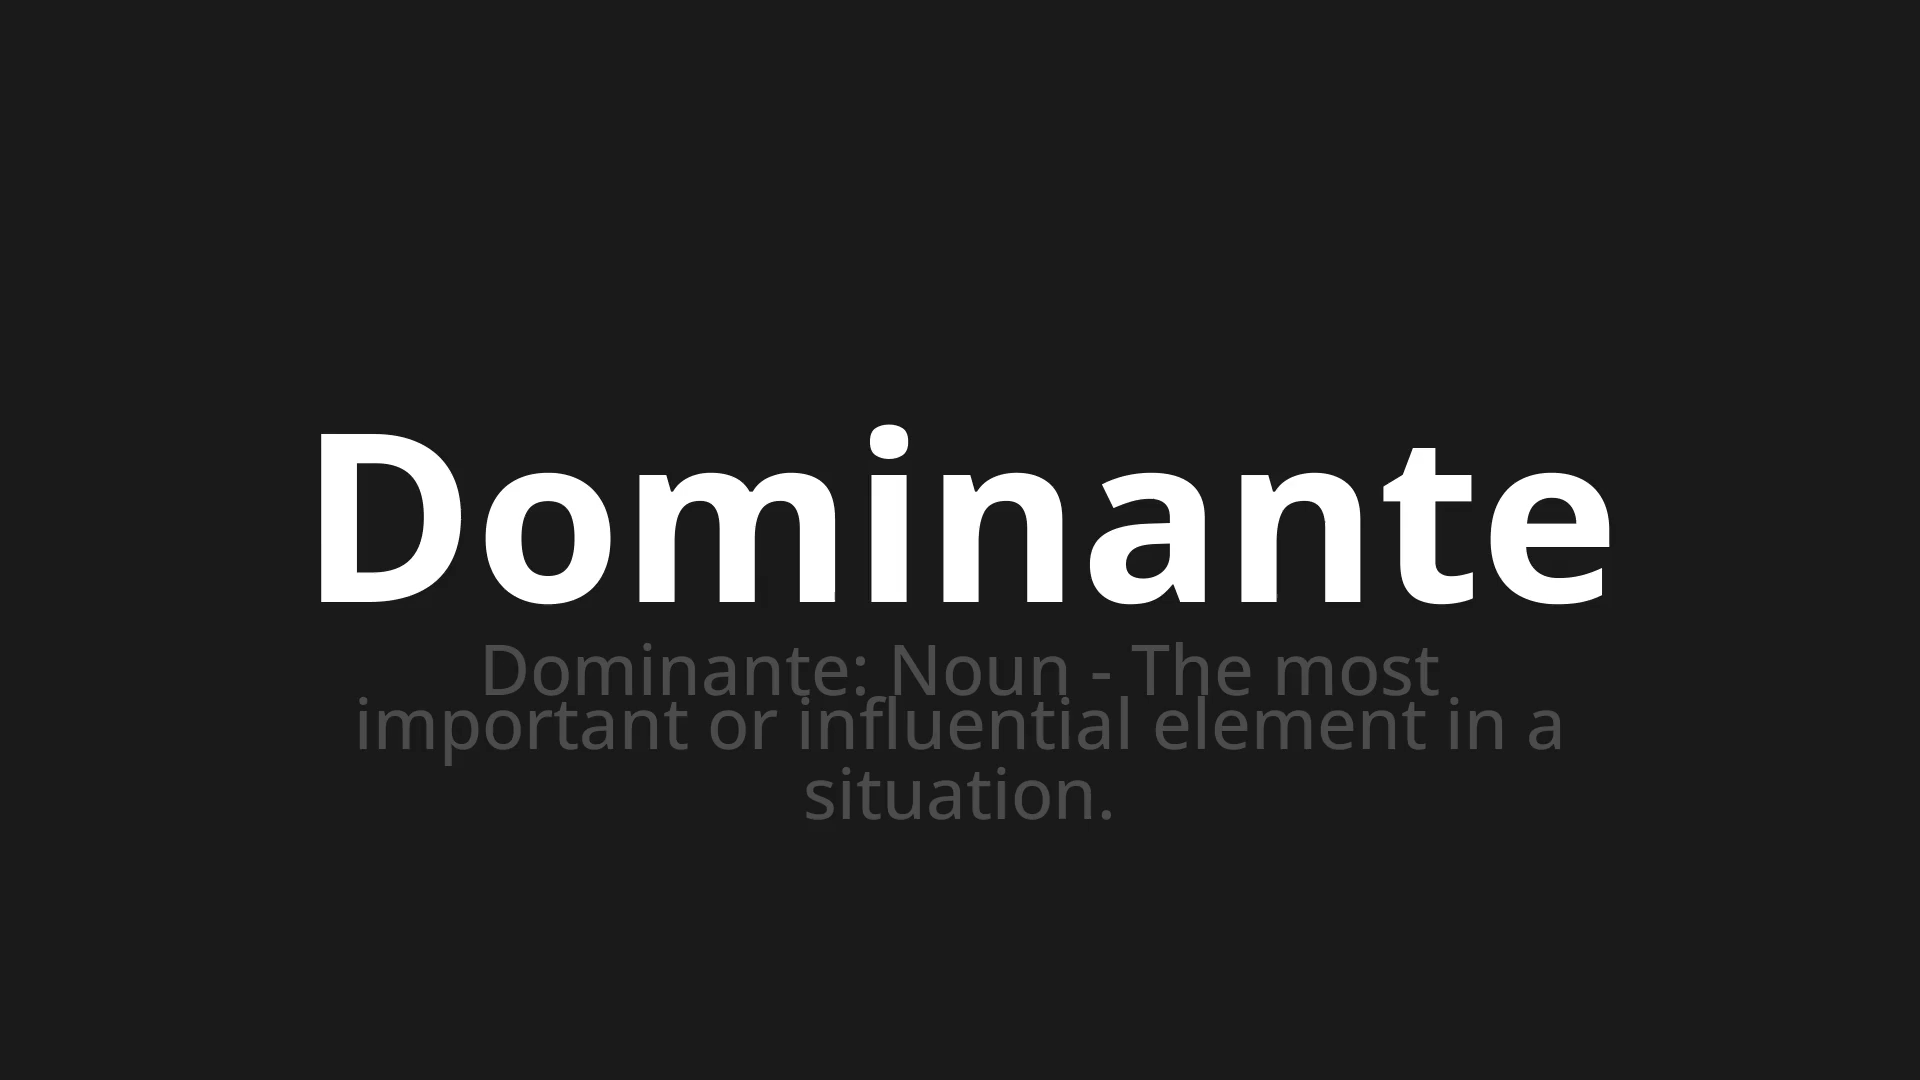 Dominante
Dominante: Noun - The most
important or influential element in a
situation.